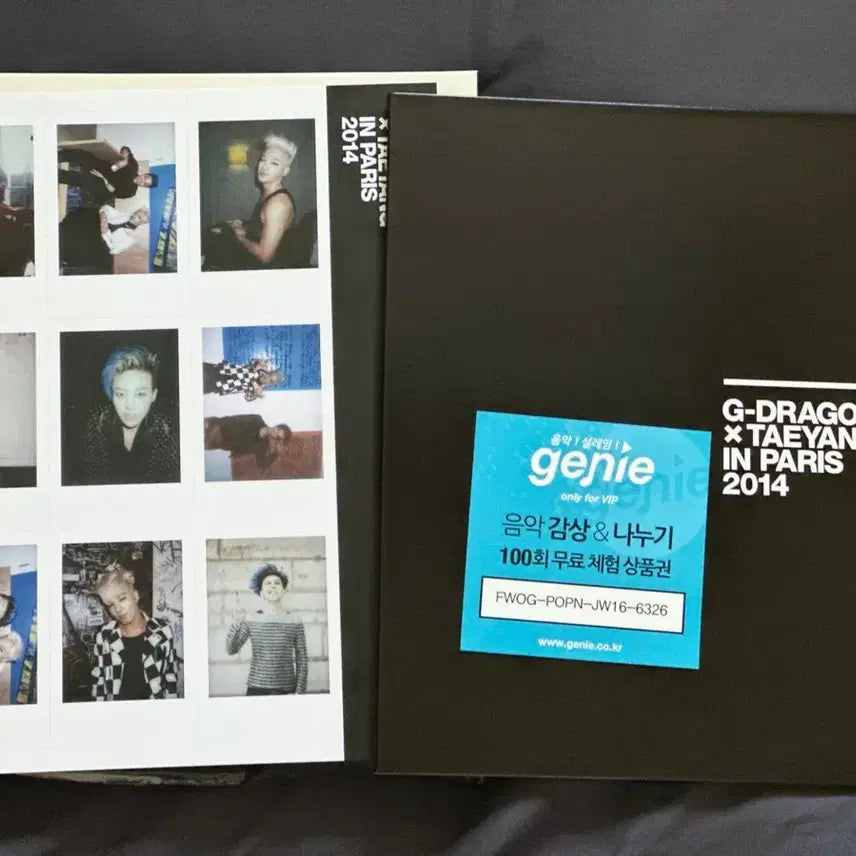 × TAEYANG
IN PARIS
2014
G-DRAGO
× TAEYAN
IN PARIS
2014
음악 ! 설레임 !
genie
only for VIP
음악 감상 & 나누기
100회 무료 체험 상품권
FWOG-POPN-JW16-6326
www.genie.co.kr